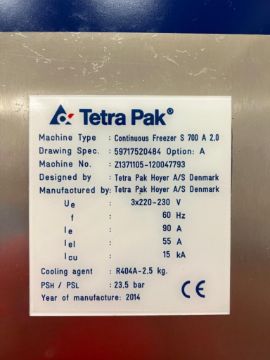 Tetra Pak®
Machine Type : Continuous Freezer S 700 A 2.0
Drawing Spec. : 59717520484 Option: A
Machine No. : Z1371105-120047793
Designed by : Tetra Pak Hoyer A/S Denmark
Manufactured by: Tetra Pak Hoyer A/S Denmark
Ue : 3x220-230 V
f : 60 Hz
Ie : 90 A
Iel : 55 A
Icu : 15 kA
Cooling agent : R404A-2.5 kg.
PSH / PSL : 23,5 bar
Year of manufacture: 2014
CE